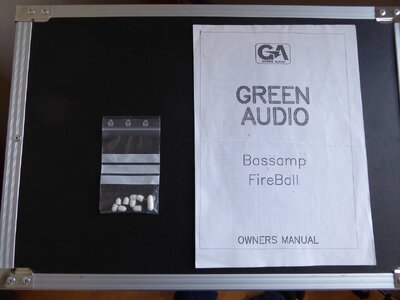 GA
GREEN AUDIO
GREEN
AUDIO
Bassamp
FireBall
OWNERS MANUAL